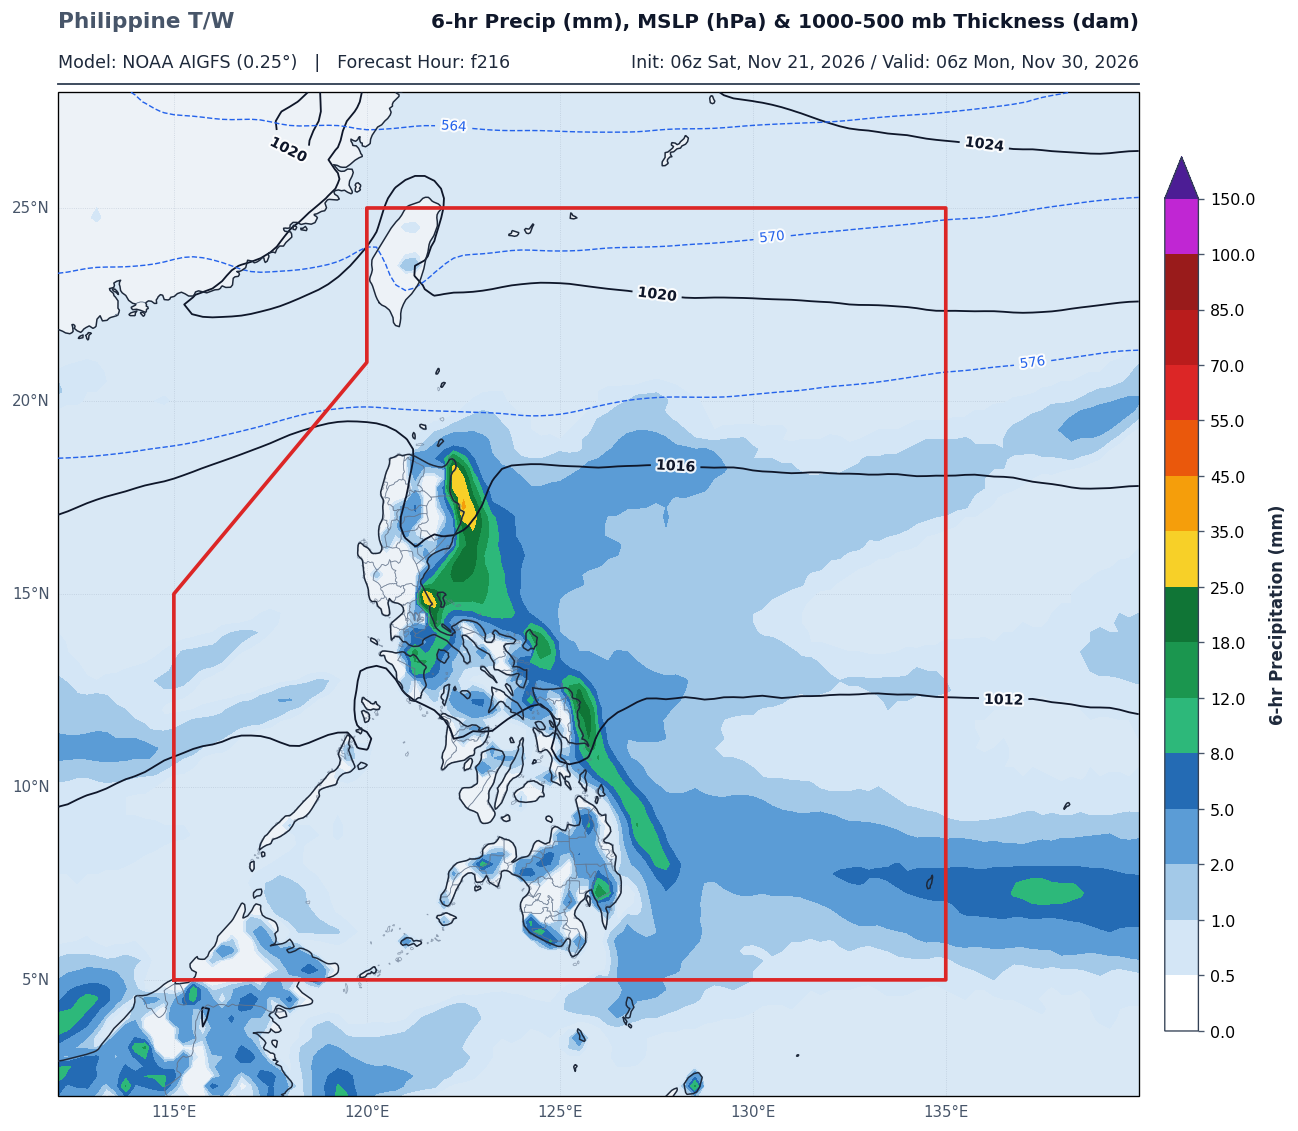 Philippine T/W
6-hr Precip (mm), MSLP (hPa) & 1000-500 mb Thickness (dam)
Model: NOAA AIGFS (0.25°) | Forecast Hour: f216
Init: 06z Sat, Nov 21, 2026 / Valid: 06z Mon, Nov 30, 2026
564
1020
1024
25°N
570
1020
576
20°N
1016
15°N
1012
10°N
5°N
115°E
120°E
125°E
130°E
135°E
150.0
100.0
85.0
70.0
55.0
45.0
35.0
25.0
18.0
12.0
8.0
5.0
2.0
1.0
0.5
0.0
6-hr Precipitation (mm)